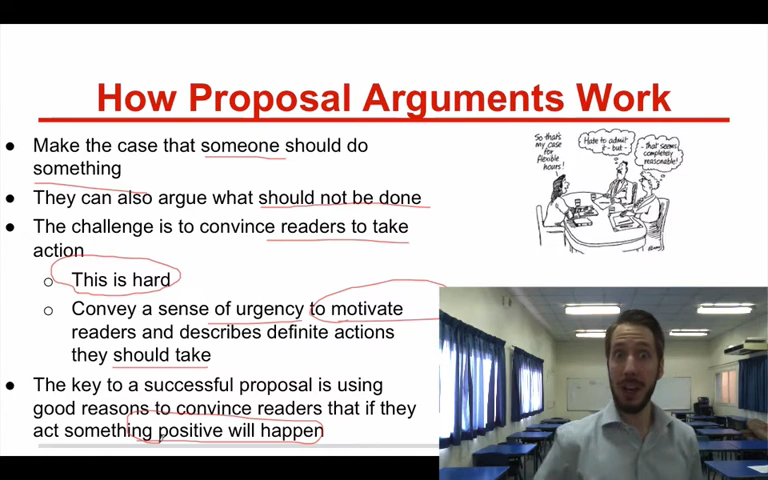 How Proposal Arguments Work
● Make the case that someone should do
something
● They can also argue what should not be done
● The challenge is to convince readers to take
action
○ This is hard
○ Convey a sense of urgency to motivate
readers and describes definite actions
they should take
● The key to a successful proposal is using
good reasons to convince readers that if they
act something positive will happen
So that's
my case
for
flexible
hours!
Hate to admit
it - but -
- that seems
completely
reasonable!